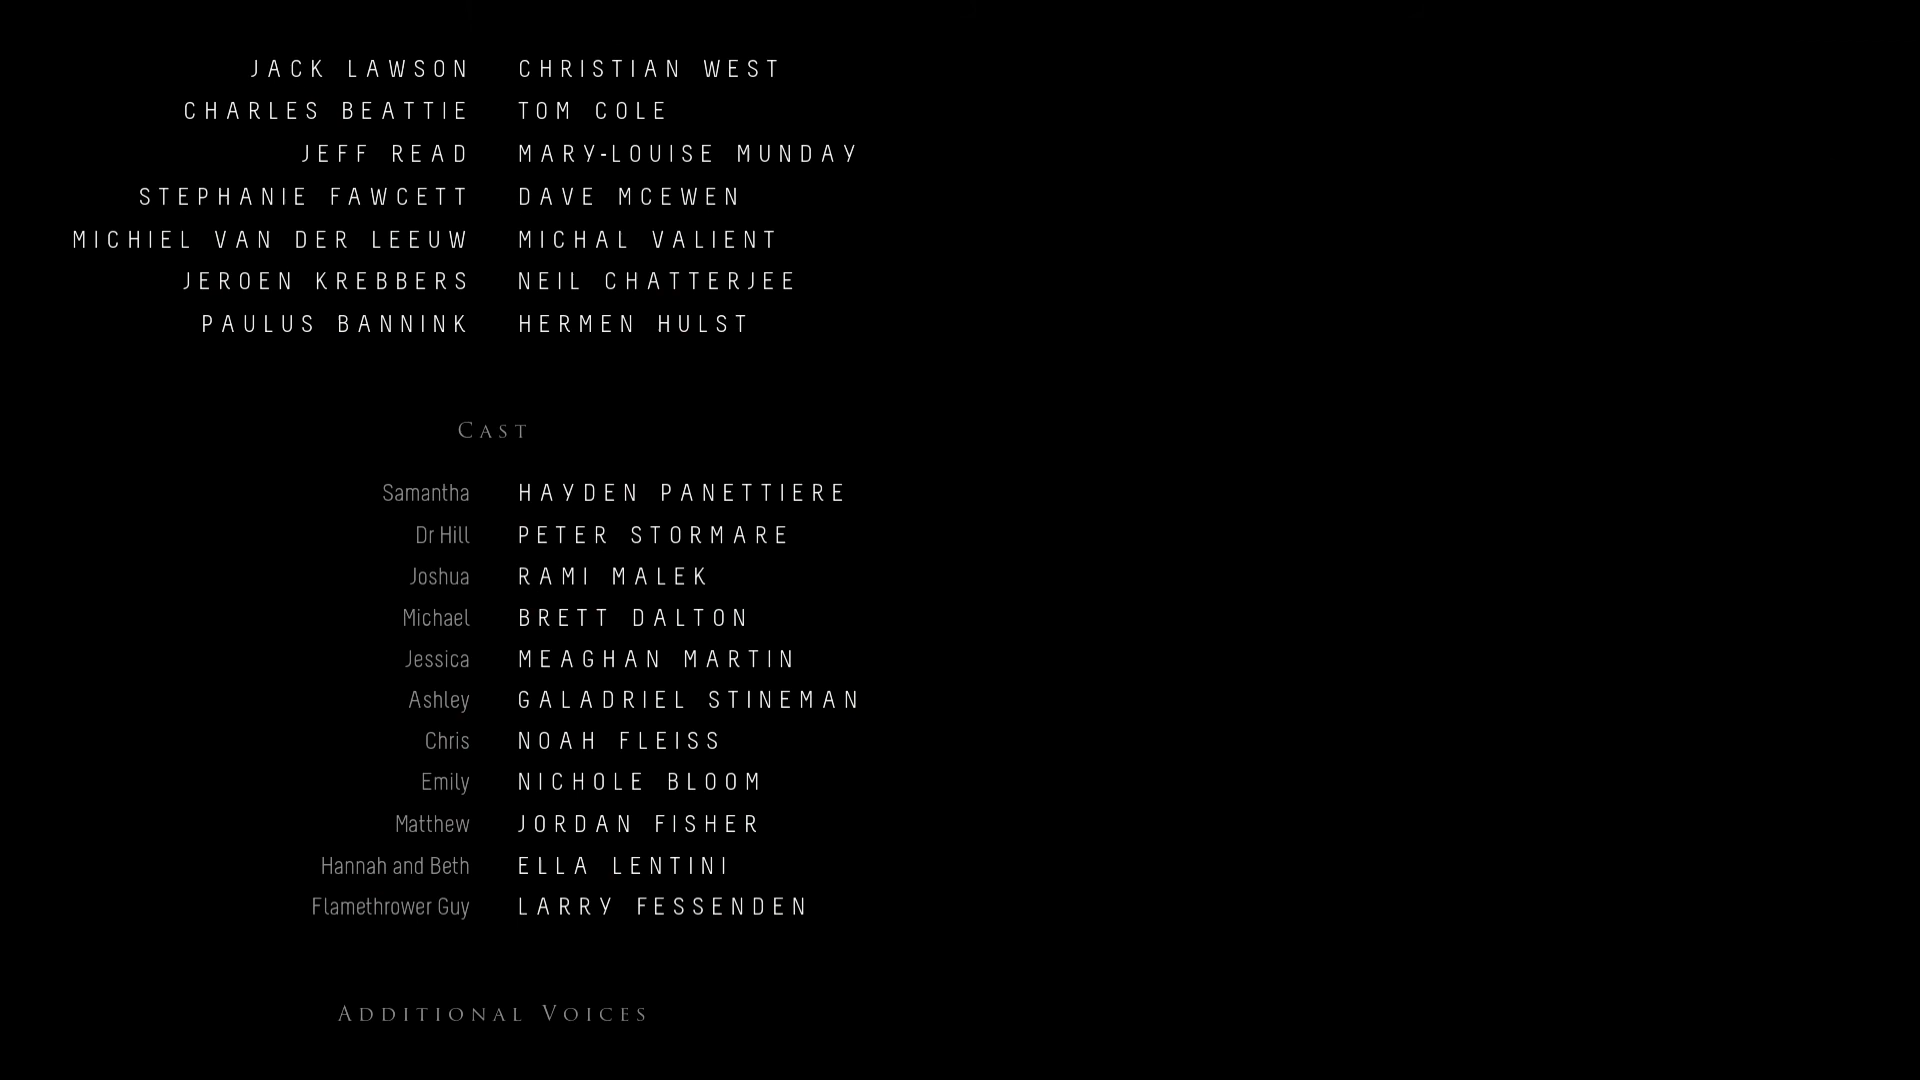 JACK LAWSON CHRISTIAN WEST
CHARLES BEATTIE TOM COLE
JEFF READ MARY-LOUISE MUNDAY
STEPHANIE FAWCETT DAVE MCEWEN
MICHIEL VAN DER LEEUW MICHAL VALIENT
JEROEN KREBBERS NEIL CHATTERJEE
PAULUS BANNINK HERMEN HULST
CAST
Samantha HAYDEN PANETTIERE
Dr Hill PETER STORMARE
Joshua RAMI MALEK
Michael BRETT DALTON
Jessica MEAGHAN MARTIN
Ashley GALADRIEL STINEMAN
Chris NOAH FLEISS
Emily NICHOLE BLOOM
Matthew JORDAN FISHER
Hannah and Beth ELLA LENTINI
Flamethrower Guy LARRY FESSENDEN
ADDITIONAL VOICES